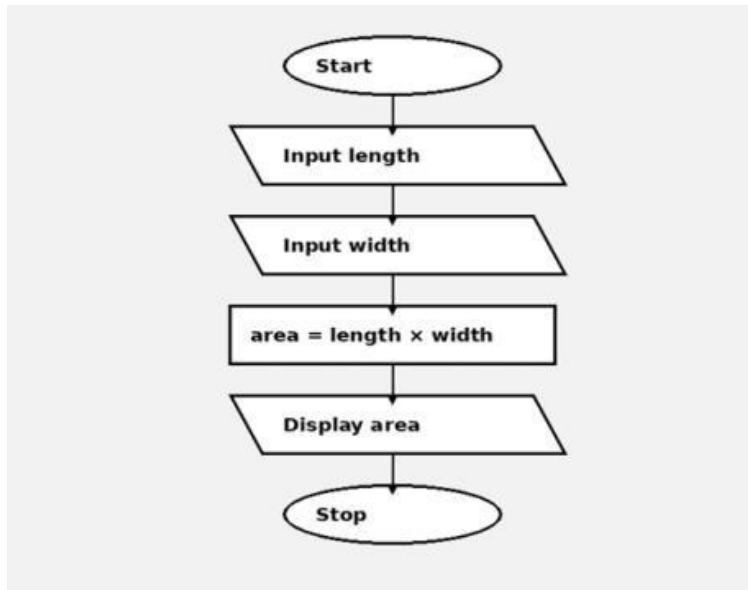 Start
Input length
Input width
area = length × width
Display area
Stop